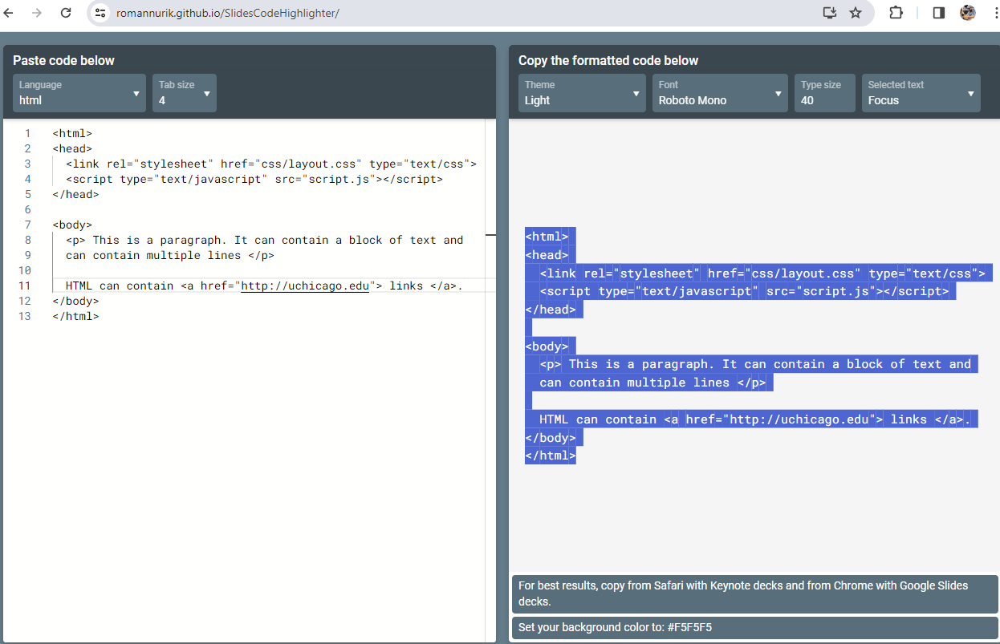 romannurik.github.io/SlidesCodeHighlighter/
Paste code below
Language
html
Tab size
4
1 <html>
2 <head>
3 <link rel="stylesheet" href="css/layout.css" type="text/css">
4 <script type="text/javascript" src="script.js"></script>
5 </head>
6
7 <body>
8 <p> This is a paragraph. It can contain a block of text and
9 can contain multiple lines </p>
10
11 HTML can contain <a href="http://uchicago.edu"> links </a>.
12 </body>
13 </html>
Copy the formatted code below
Theme
Light
Font
Roboto Mono
Type size
40
Selected text
Focus
<html>
<head>
<link rel="stylesheet" href="css/layout.css" type="text/css">
<script type="text/javascript" src="script.js"></script>
</head>
<body>
<p> This is a paragraph. It can contain a block of text and
can contain multiple lines </p>
HTML can contain <a href="http://uchicago.edu"> links </a>.
</body>
</html>
For best results, copy from Safari with Keynote decks and from Chrome with Google Slides
decks.
Set your background color to: #F5F5F5